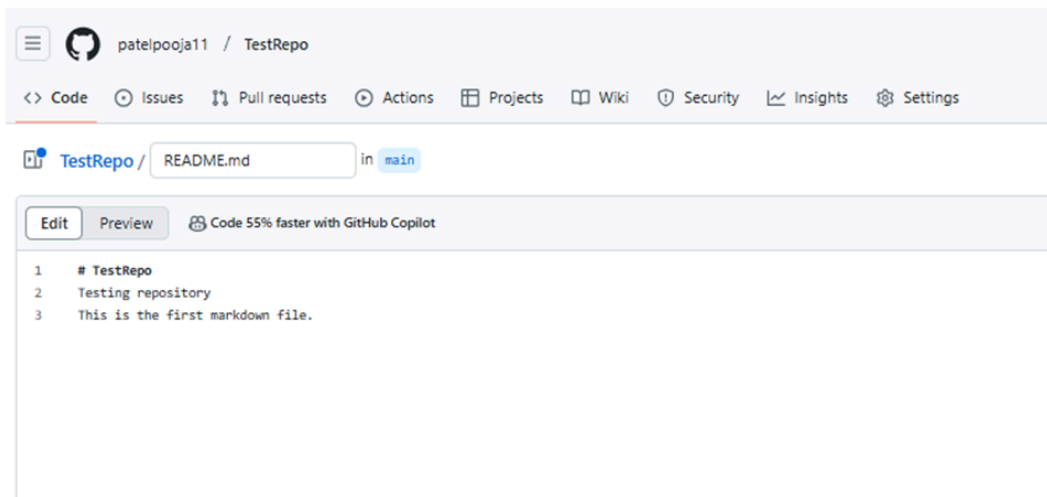 patelpooja11 / TestRepo
<> Code Issues Pull requests Actions Projects Wiki Security Insights Settings
TestRepo / README.md in main
Edit Preview Code 55% faster with GitHub Copilot
1 # TestRepo
2 Testing repository
3 This is the first markdown file.